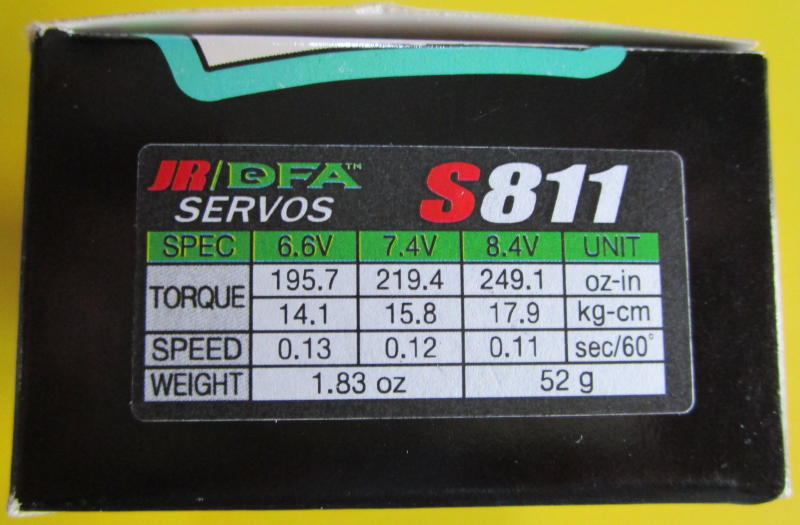 JR/DFA™
SERVOS
S811
SPEC 6.6V 7.4V 8.4V UNIT
TORQUE 195.7 219.4 249.1 oz-in
14.1 15.8 17.9 kg-cm
SPEED 0.13 0.12 0.11 sec/60°
WEIGHT 1.83 oz 52 g